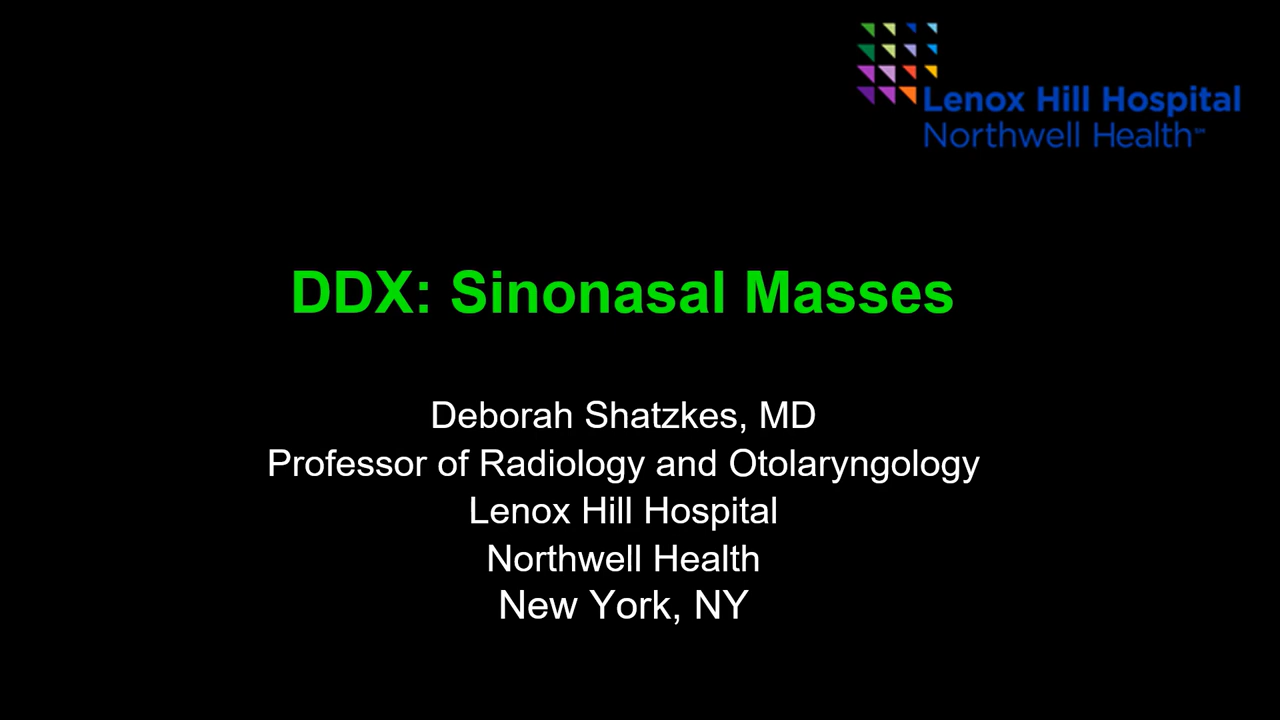 Lenox Hill Hospital
Northwell Health℠
DDX: Sinonasal Masses
Deborah Shatzkes, MD
Professor of Radiology and Otolaryngology
Lenox Hill Hospital
Northwell Health
New York, NY